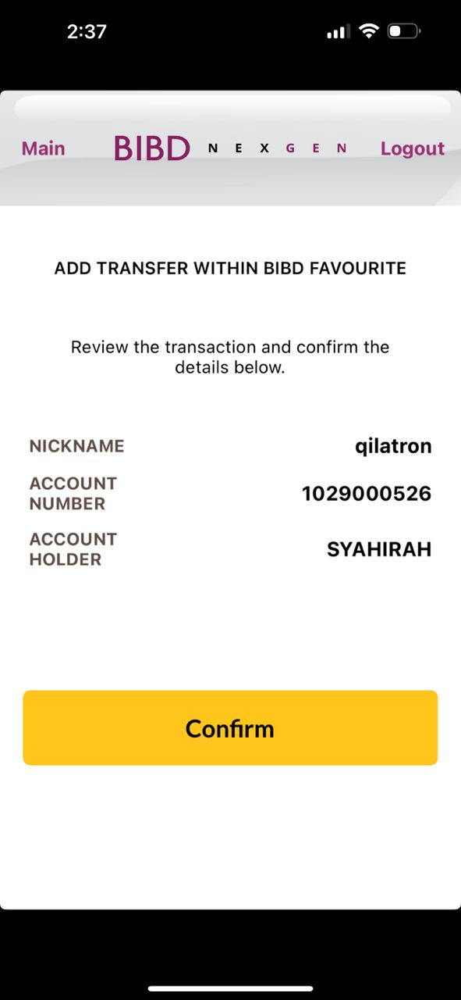 2:37
Main BIBD NEXGEN Logout
ADD TRANSFER WITHIN BIBD FAVOURITE
Review the transaction and confirm the
details below.
NICKNAME qilatron
ACCOUNT
NUMBER 1029000526
ACCOUNT
HOLDER SYAHIRAH
Confirm